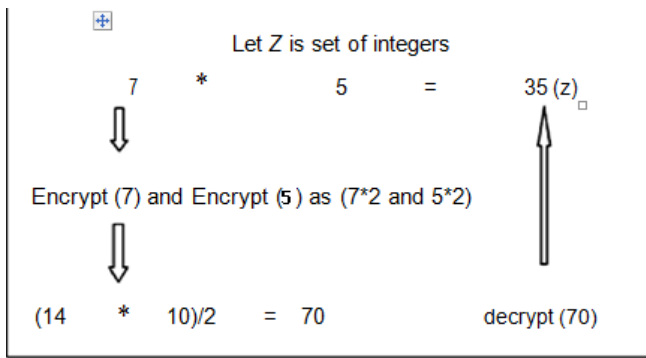 Let Z is set of integers
7 * 5 = 35 (z)
Encrypt (7) and Encrypt (5) as (7*2 and 5*2)
(14 * 10)/2 = 70 decrypt (70)